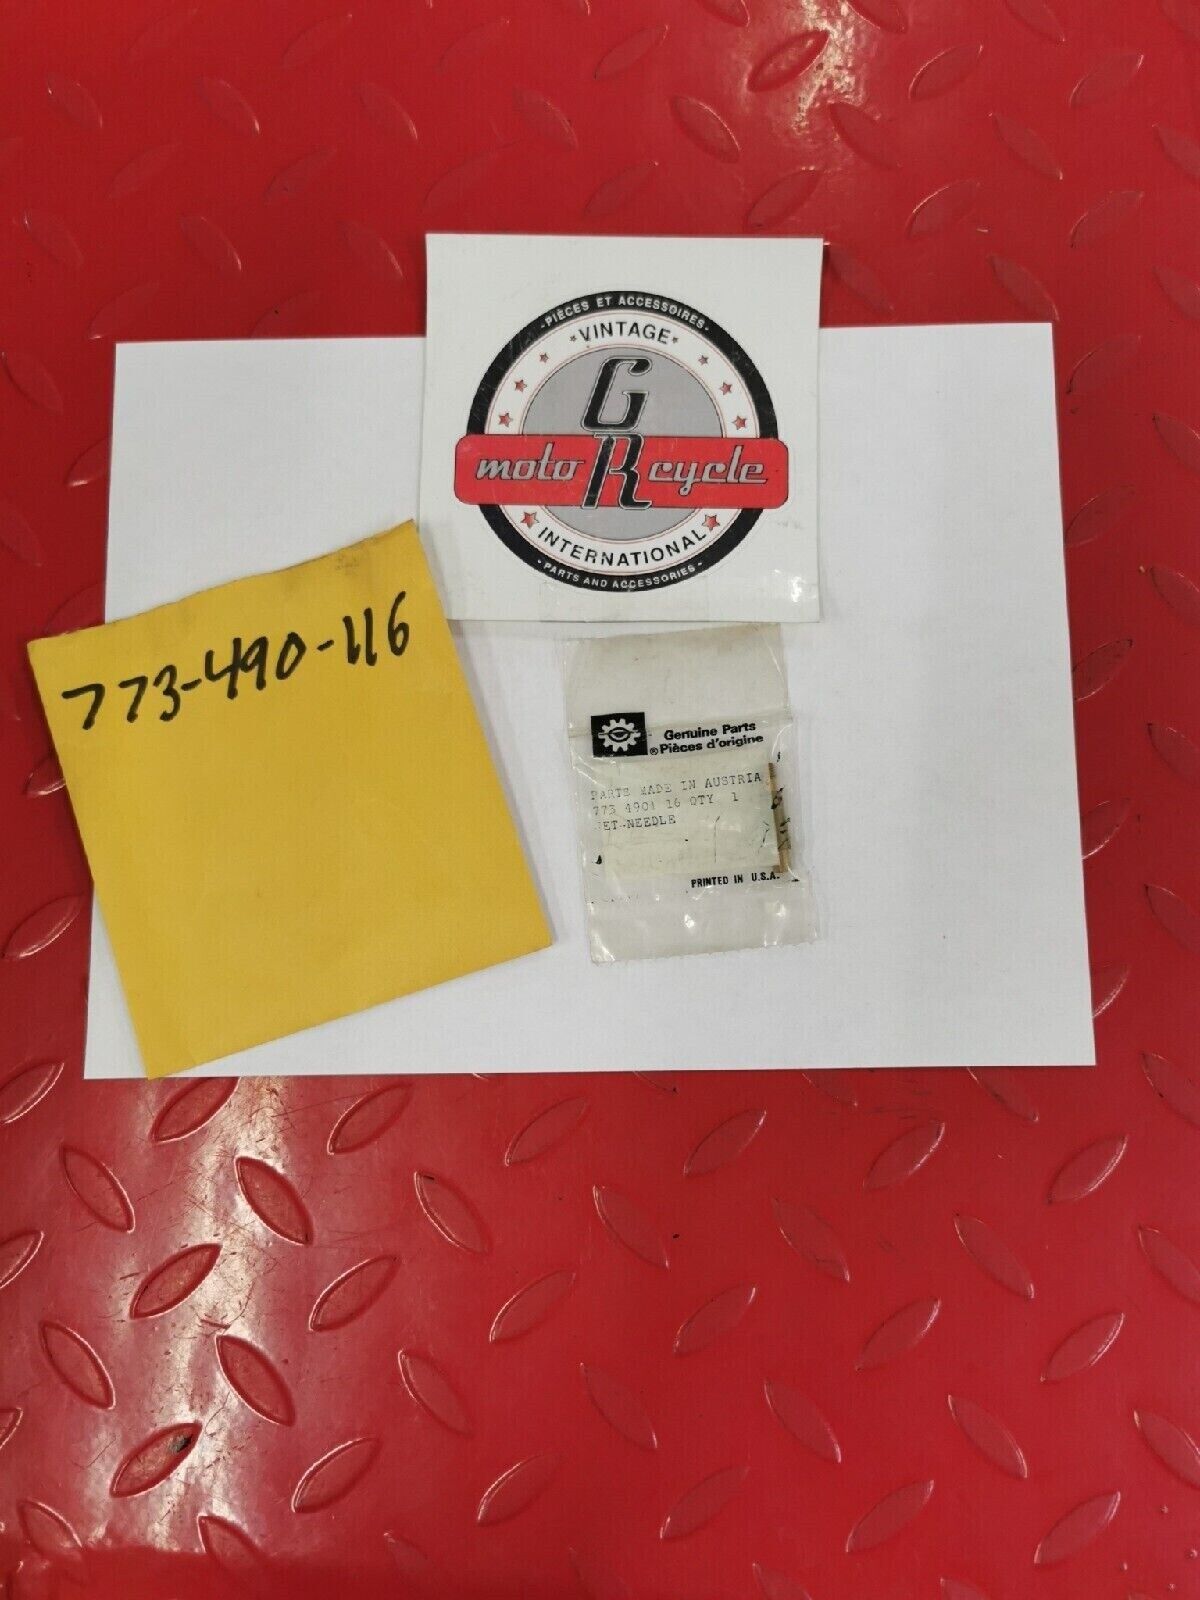 ·PIÈCES ET ACCESSOIRES·
VINTAGE
G
moto R cycle
INTERNATIONAL
·PARTS AND ACCESSORIES·
773-490-116
Genuine Parts
®Pièces d'origine
PARTS MADE IN AUSTRIA
773 4901 16 QTY 1
JET-NEEDLE
PRINTED IN U.S.A.